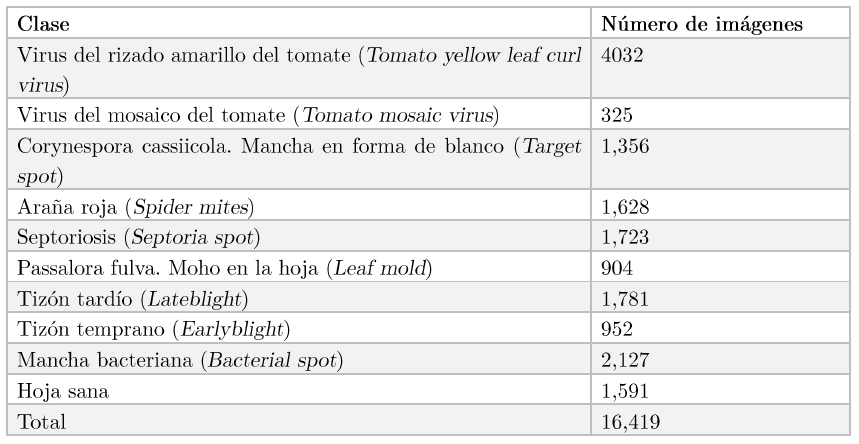 Clase Número de imágenes
Virus del rizado amarillo del tomate (Tomato yellow leaf curl 4032
virus)
Virus del mosaico del tomate (Tomato mosaic virus) 325
Corynespora cassiicola. Mancha en forma de blanco (Target 1,356
spot)
Araña roja (Spider mites) 1,628
Septoriosis (Septoria spot) 1,723
Passalora fulva. Moho en la hoja (Leaf mold) 904
Tizón tardío (Lateblight) 1,781
Tizón temprano (Earlyblight) 952
Mancha bacteriana (Bacterial spot) 2,127
Hoja sana 1,591
Total 16,419